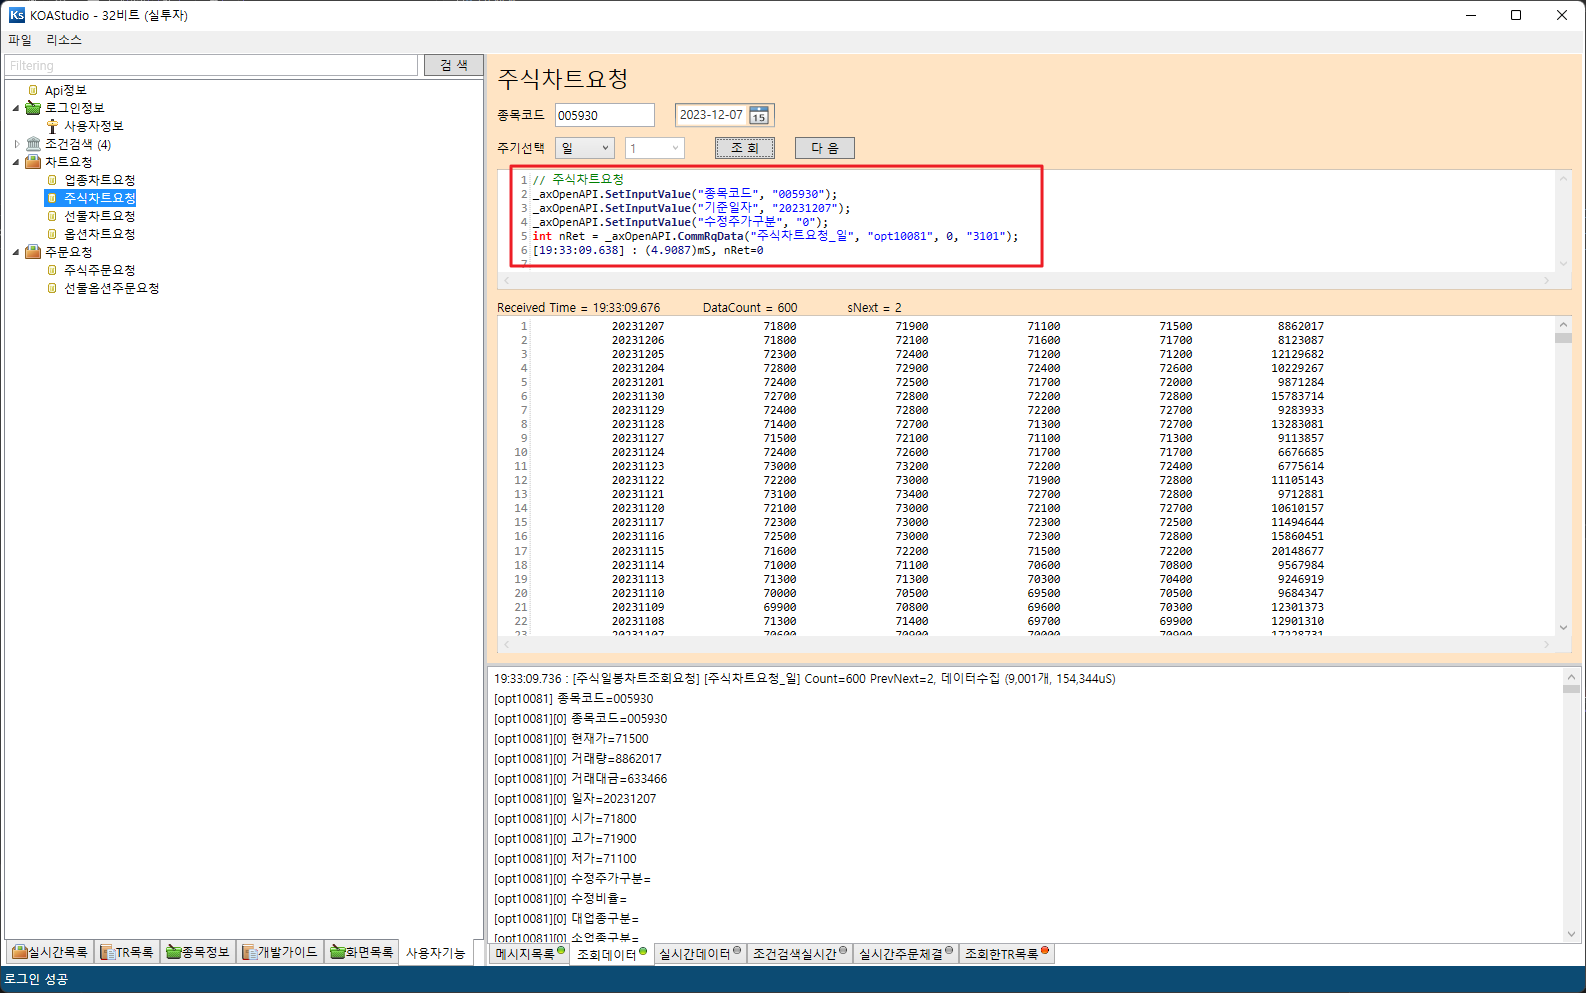 Ks KOAStudio - 32비트 (실투자)
파일 리소스
Filtering 검 색
Api정보
로그인정보
사용자정보
조건검색 (4)
차트요청
업종차트요청
주식차트요청
선물차트요청
옵션차트요청
주문요청
주식주문요청
선물옵션주문요청
주식차트요청
종목코드 005930 2023-12-07 15
주기선택 일 1 조 회 다 음
1 // 주식차트요청
2 _axOpenAPI.SetInputValue("종목코드", "005930");
3 _axOpenAPI.SetInputValue("기준일자", "20231207");
4 _axOpenAPI.SetInputValue("수정주가구분", "0");
5 int nRet = _axOpenAPI.CommRqData("주식차트요청_일", "opt10081", 0, "3101");
6 [19:33:09.638] : (4.9087)mS, nRet=0
7
Received Time = 19:33:09.676 DataCount = 600 sNext = 2
1 20231207 71800 71900 71100 71500 8862017
2 20231206 71800 72100 71600 71700 8123087
3 20231205 72300 72400 71200 71200 12129682
4 20231204 72800 72900 72400 72600 10229267
5 20231201 72400 72500 71700 72000 9871284
6 20231130 72700 72800 72200 72800 15783714
7 20231129 72400 72800 72200 72700 9283933
8 20231128 71400 72700 71300 72700 13283081
9 20231127 71500 72100 71100 71300 9113857
10 20231124 72400 72600 71700 71700 6676685
11 20231123 73000 73200 72200 72400 6775614
12 20231122 72200 73000 71900 72800 11105143
13 20231121 73100 73400 72700 72800 9712881
14 20231120 72100 73000 72100 72700 10610157
15 20231117 72300 73000 72300 72500 11494644
16 20231116 72500 73000 72300 72800 15860451
17 20231115 71600 72200 71500 72200 20148677
18 20231114 71000 71100 70600 70800 9567984
19 20231113 71300 71300 70300 70400 9246919
20 20231110 70000 70500 69500 70500 9684347
21 20231109 69900 70800 69600 70300 12301373
22 20231108 71300 71400 69700 69900 12901310
23 20231107 70600 70900 70000 70900 17228731
19:33:09.736 : [주식일봉차트조회요청] [주식차트요청_일] Count=600 PrevNext=2, 데이터수집 (9,001개, 154,344uS)
[opt10081] 종목코드=005930
[opt10081][0] 종목코드=005930
[opt10081][0] 현재가=71500
[opt10081][0] 거래량=8862017
[opt10081][0] 거래대금=633466
[opt10081][0] 일자=20231207
[opt10081][0] 시가=71800
[opt10081][0] 고가=71900
[opt10081][0] 저가=71100
[opt10081][0] 수정주가구분=
[opt10081][0] 수정비율=
[opt10081][0] 대업종구분=
[opt10081][0] 소업종구분=
실시간목록 TR목록 종목정보 개발가이드 화면목록 사용자기능
메시지목록 조회데이터 실시간데이터 조건검색실시간 실시간주문체결 조회한TR목록
로그인 성공